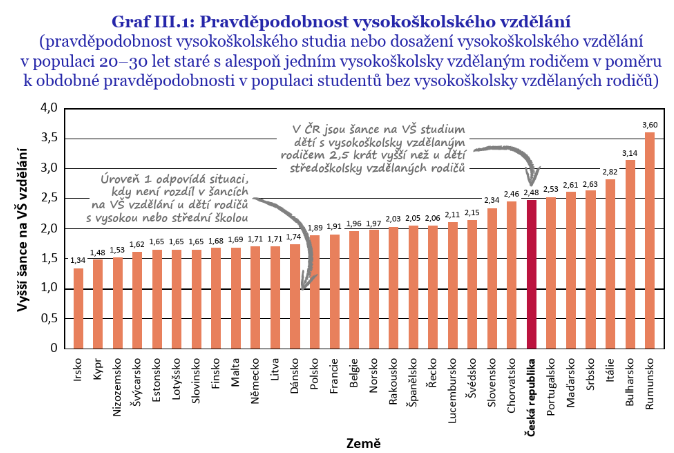 Graf III.1: Pravděpodobnost vysokoškolského vzdělání
(pravděpodobnost vysokoškolského studia nebo dosažení vysokoškolského vzdělání
v populaci 20–30 let staré s alespoň jedním vysokoškolsky vzdělaným rodičem v poměru
k obdobné pravděpodobnosti v populaci studentů bez vysokoškolsky vzdělaných rodičů)
Vyšší šance na VŠ vzdělání
4,0
3,5
3,0
2,5
2,0
1,5
1,0
0,5
0
V ČR jsou šance na VŠ studium
dětí s vysokoškolsky vzdělaným
rodičem 2,5 krát vyšší než u dětí
středoškolsky vzdělaných rodičů
Úroveň 1 odpovídá situaci,
kdy není rozdíl v šancích
na VŠ vzdělání u dětí rodičů
s vysokou nebo střední školou
1,34
1,48
1,53
1,62
1,65
1,65
1,65
1,68
1,69
1,71
1,71
1,74
1,89
1,91
1,96
1,97
2,03
2,05
2,06
2,11
2,15
2,34
2,46
2,48
2,53
2,61
2,63
2,82
3,14
3,60
Irsko
Kypr
Nizozemsko
Švýcarsko
Estonsko
Lotyšsko
Slovinsko
Finsko
Malta
Německo
Litva
Dánsko
Polsko
Francie
Belgie
Norsko
Rakousko
Španělsko
Řecko
Lucembursko
Švédsko
Slovensko
Chorvatsko
Česká republika
Portugalsko
Maďarsko
Srbsko
Itálie
Bulharsko
Rumunsko
Země